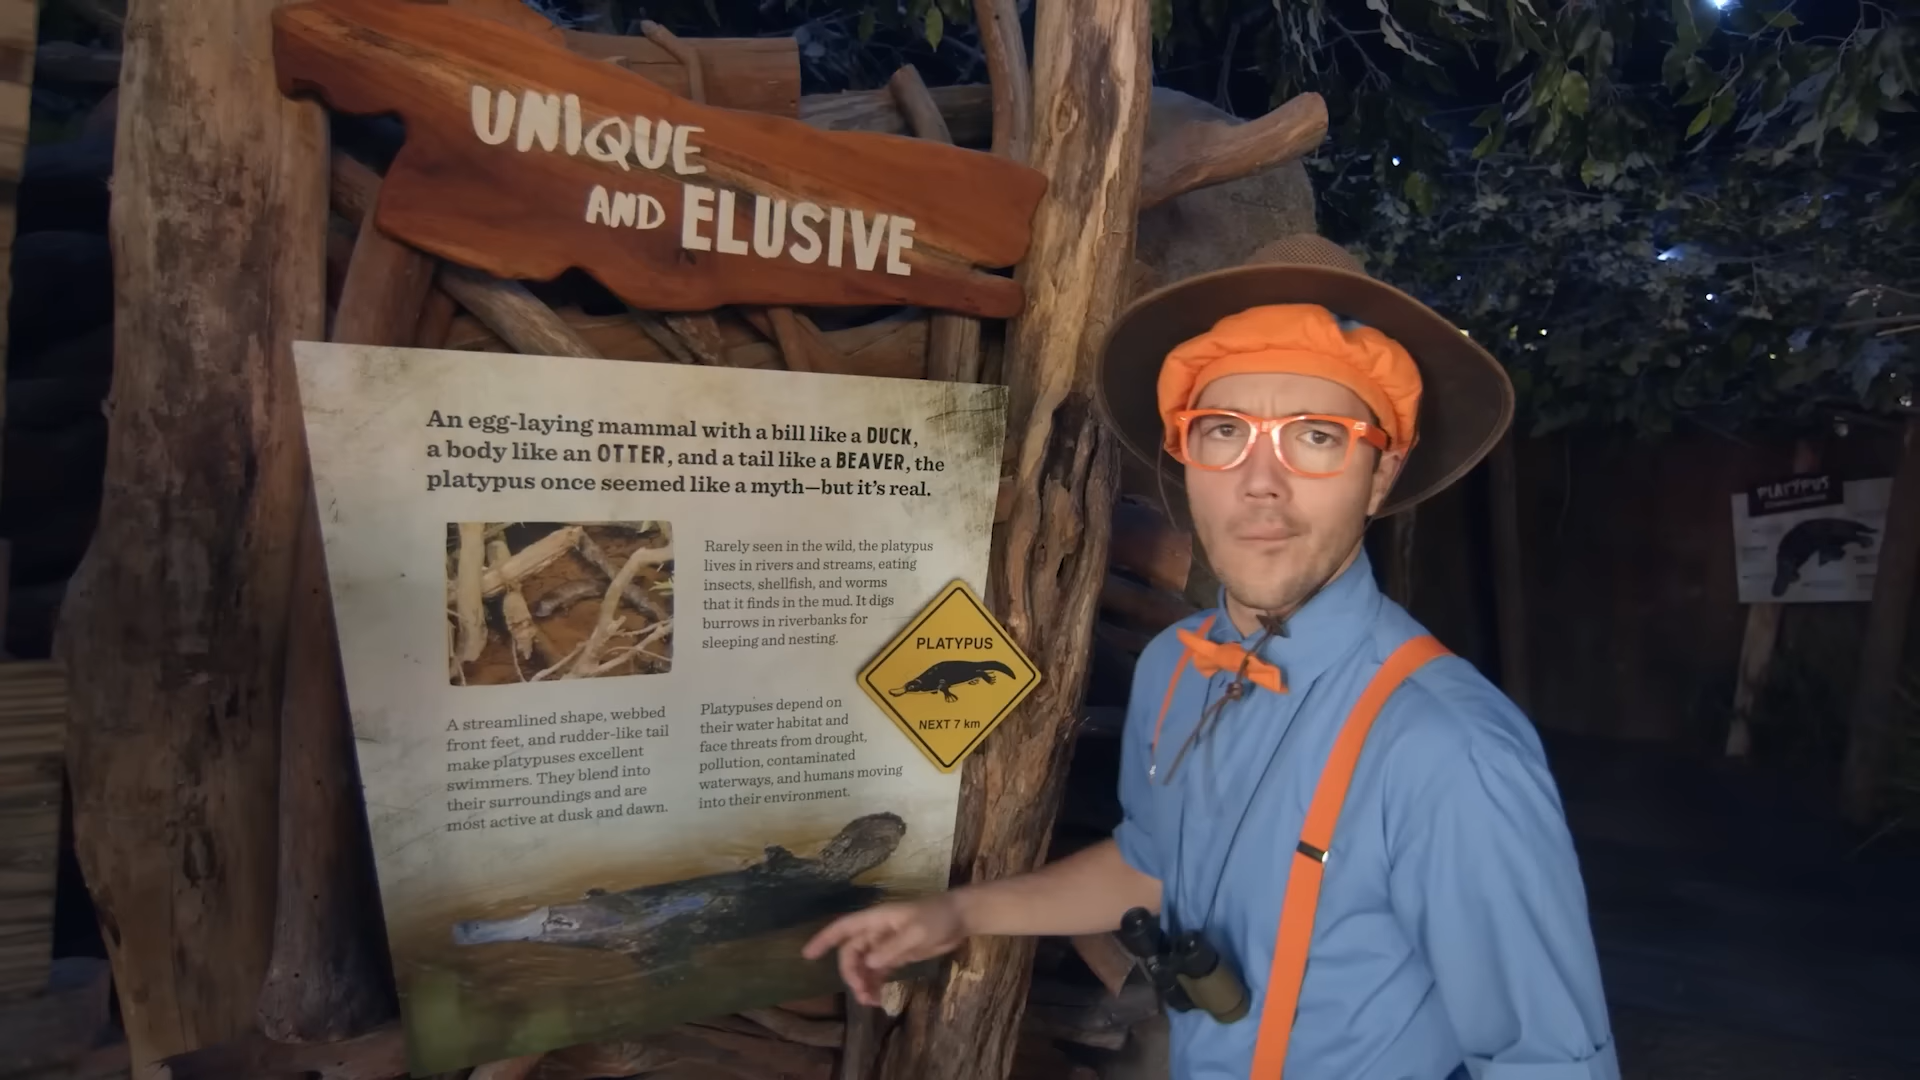 UNIQUE
AND ELUSIVE
An egg-laying mammal with a bill like a DUCK,
a body like an OTTER, and a tail like a BEAVER, the
platypus once seemed like a myth—but it's real.
Rarely seen in the wild, the platypus
lives in rivers and streams, eating
insects, shellfish, and worms
that it finds in the mud. It digs
burrows in riverbanks for
sleeping and nesting.
A streamlined shape, webbed
front feet, and rudder-like tail
make platypuses excellent
swimmers. They blend into
their surroundings and are
most active at dusk and dawn.
Platypuses depend on
their water habitat and
face threats from drought,
pollution, contaminated
waterways, and humans moving
into their environment.
PLATYPUS
NEXT 7 km
PLATYPUS